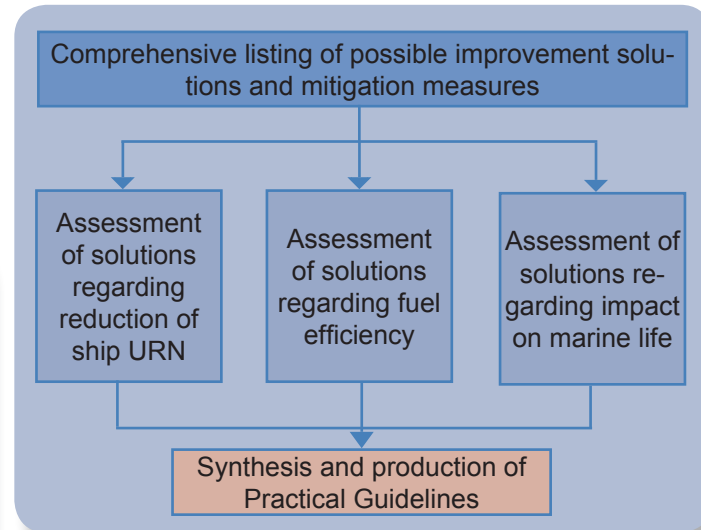 Comprehensive listing of possible improvement solu-
tions and mitigation measures
Assessment
of solutions
regarding
reduction of
ship URN
Assessment
of solutions
regarding fuel
efficiency
Assessment of
solutions re-
garding impact
on marine life
Synthesis and production of
Practical Guidelines